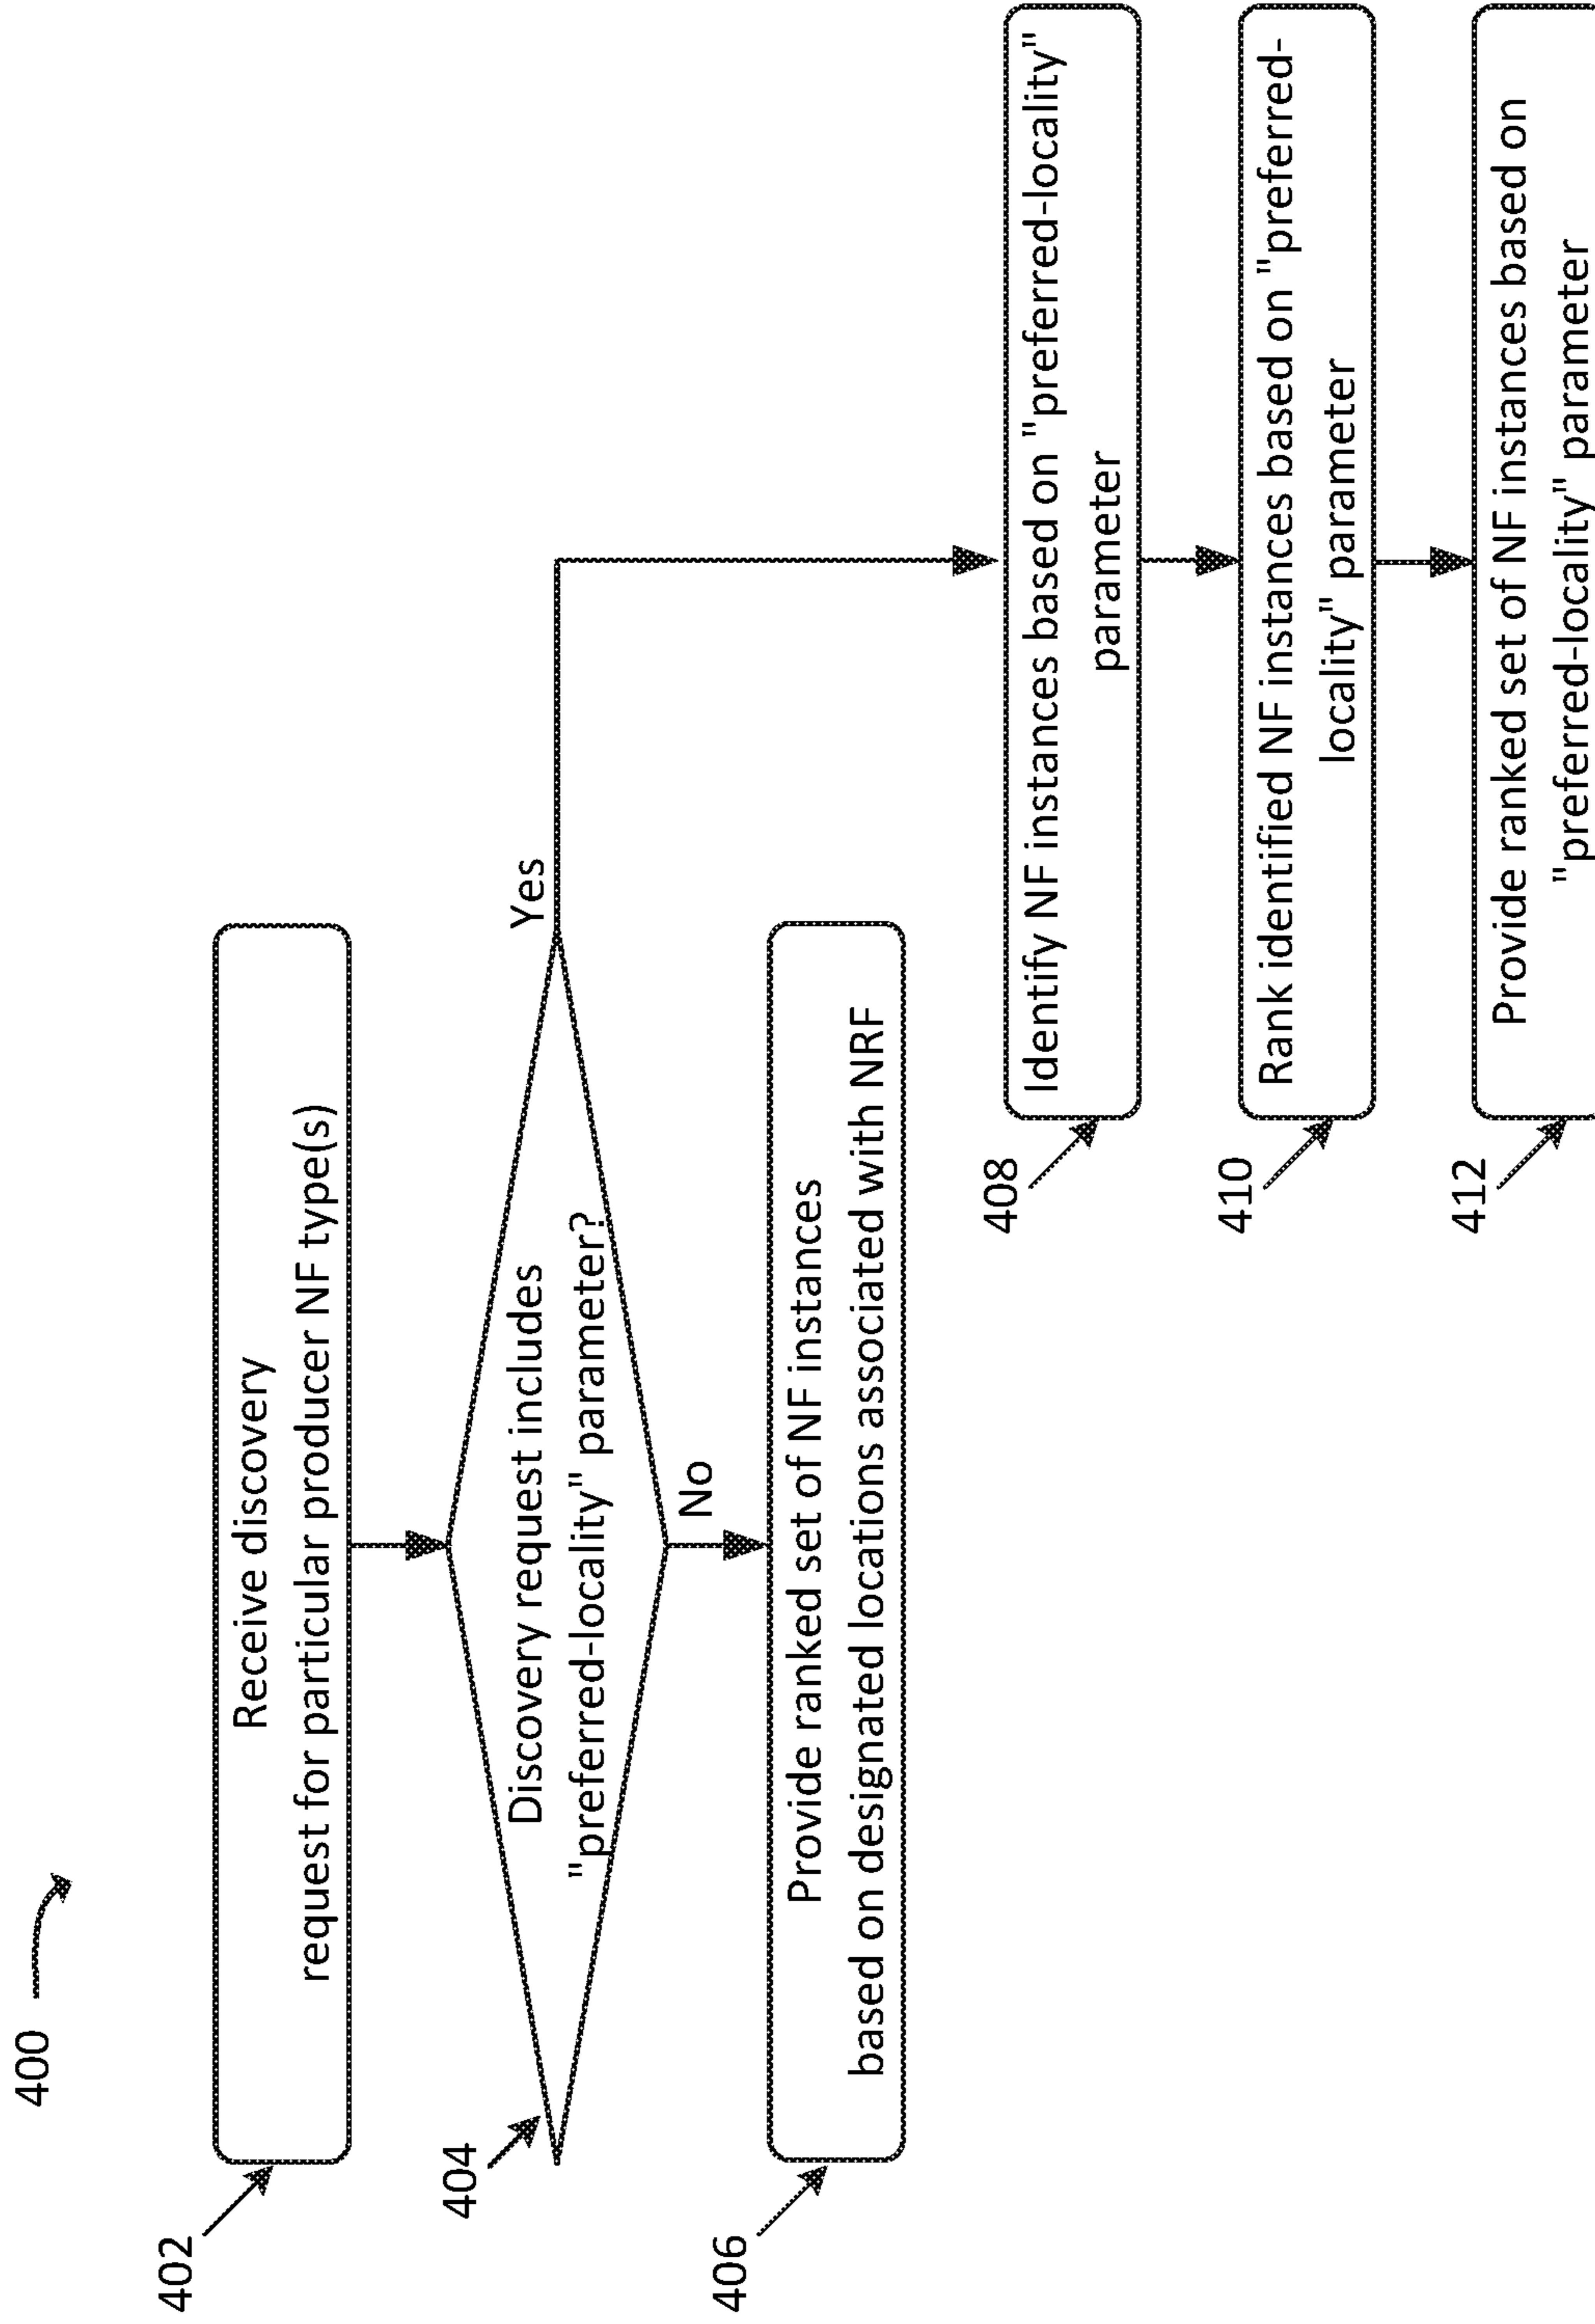 400
402
Receive discovery
request for particular producer NF type(s)
404
Discovery request includes
"preferred-locality" parameter?
Yes
No
406
Provide ranked set of NF instances
based on designated locations associated with NRF
408
Identify NF instances based on "preferred-locality"
parameter
410
Rank identified NF instances based on "preferred-
locality" parameter
412
Provide ranked set of NF instances based on
"preferred-locality" parameter